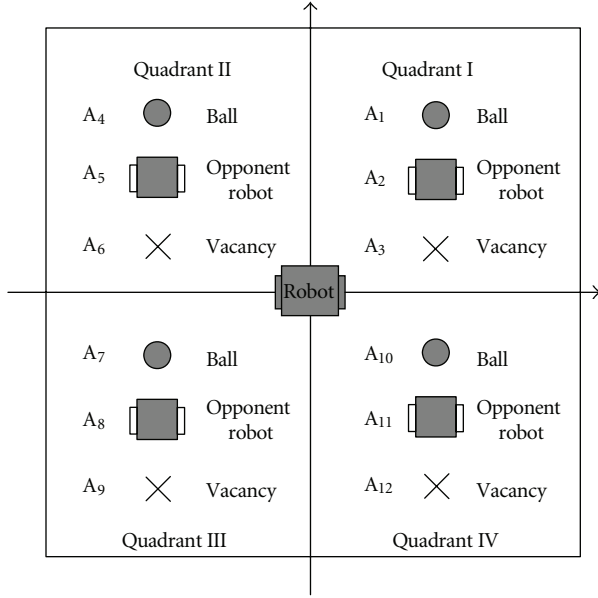 Quadrant II
Quadrant I
A4
Ball
A1
Ball
A5
Opponent
robot
A2
Opponent
robot
A6
Vacancy
A3
Vacancy
Robot
A7
Ball
A10
Ball
A8
Opponent
robot
A11
Opponent
robot
A9
Vacancy
A12
Vacancy
Quadrant III
Quadrant IV